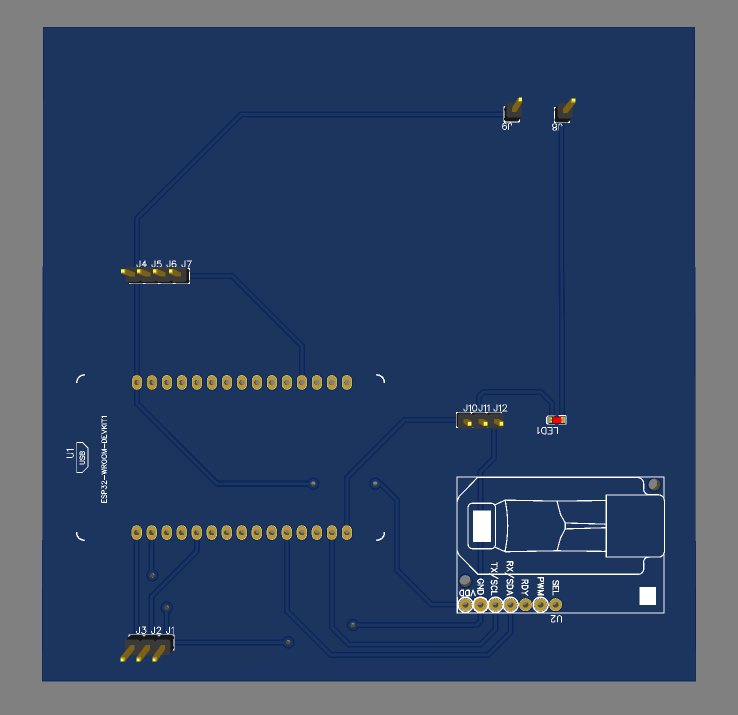 J9
J8
J4 J5 J6 J7
J10 J11 J12
LED1
U1
USB
ESP32-WROOM-DEVKIT1
VDD
GND
TX/SCL
RX/SDA
RDY
PWM
SEL
U2
J3 J2 J1